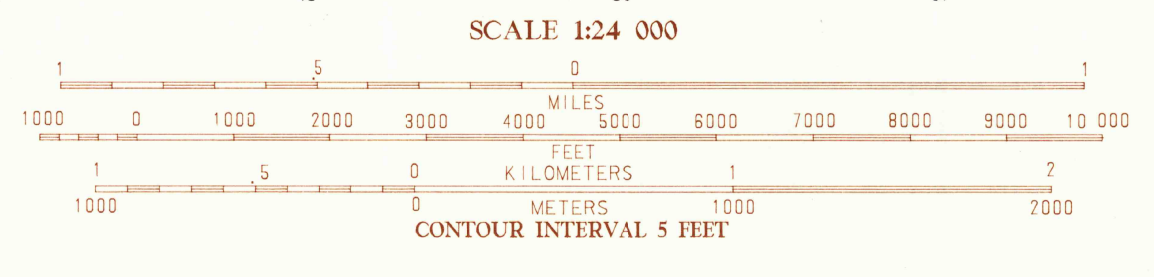 SCALE 1:24 000
1 .5 0 1
MILES
1000 0 1000 2000 3000 4000 5000 6000 7000 8000 9000 10 000
FEET
1 .5 0 KILOMETERS 1 2
1000 0 METERS 1000 2000
CONTOUR INTERVAL 5 FEET